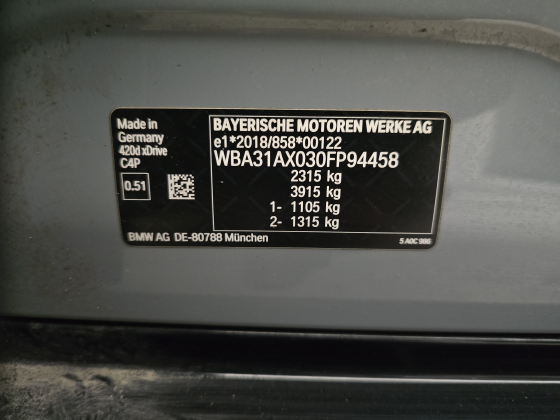 Made in
Germany
420d xDrive
C4P
0.51
BAYERISCHE MOTOREN WERKE AG
e1*2018/858*00122
WBA31AX030FP94458
2315 kg
3915 kg
1- 1105 kg
2- 1315 kg
BMW AG DE-80788 München
5 A0C 986